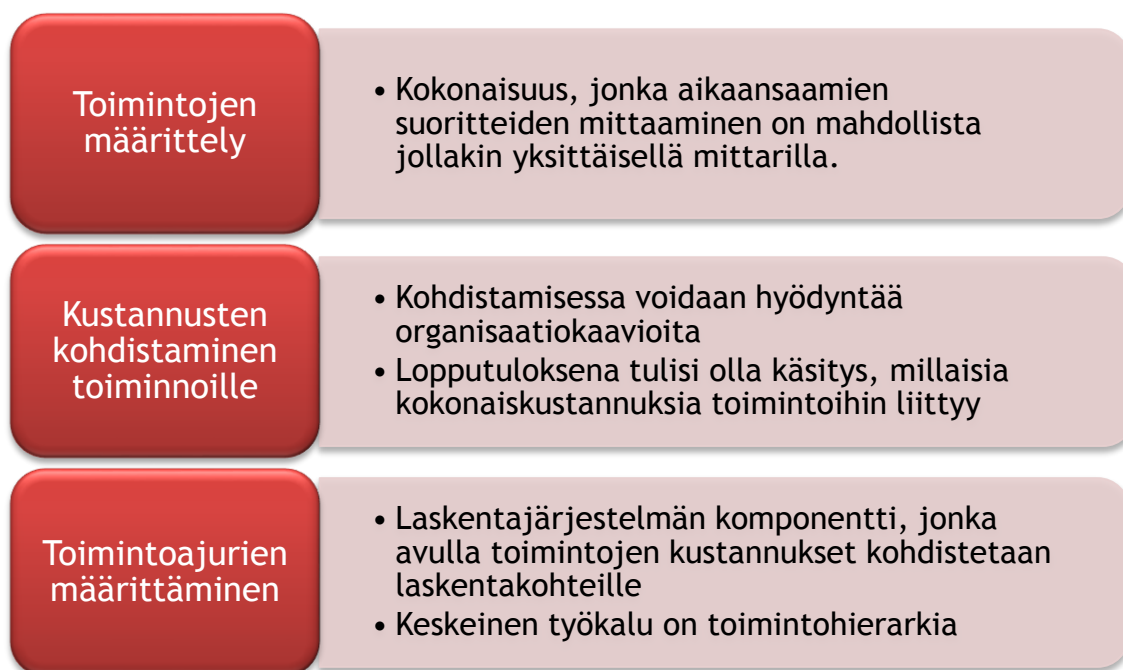 Toimintojen
määrittely
• Kokonaisuus, jonka aikaansaamien
suoritteiden mittaaminen on mahdollista
jollakin yksittäisellä mittarilla.
Kustannusten
kohdistaminen
toiminnoille
• Kohdistamisessa voidaan hyödyntää
organisaatiokaavioita
• Lopputuloksena tulisi olla käsitys, millaisia
kokonaiskustannuksia toimintoihin liittyy
Toimintoajurien
määrittäminen
• Laskentajärjestelmän komponentti, jonka
avulla toimintojen kustannukset kohdistetaan
laskentakohteille
• Keskeinen työkalu on toimintohierarkia